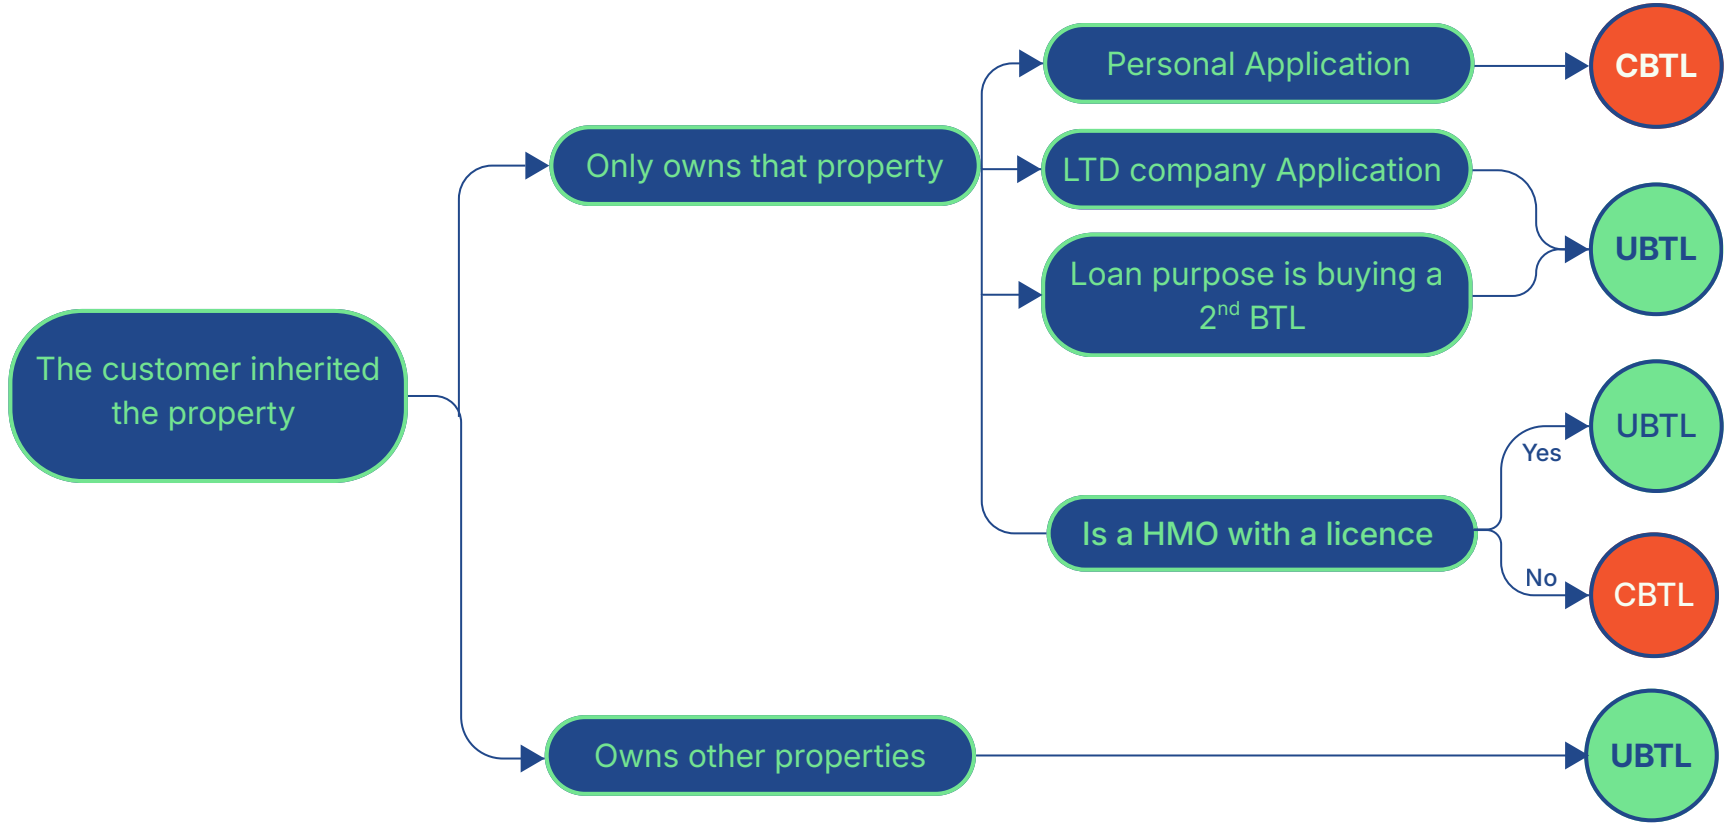 The customer inherited
the property
Only owns that property
Personal Application
CBTL
LTD company Application
UBTL
Loan purpose is buying a
2nd BTL
Is a HMO with a licence
Yes
UBTL
No
CBTL
Owns other properties
UBTL